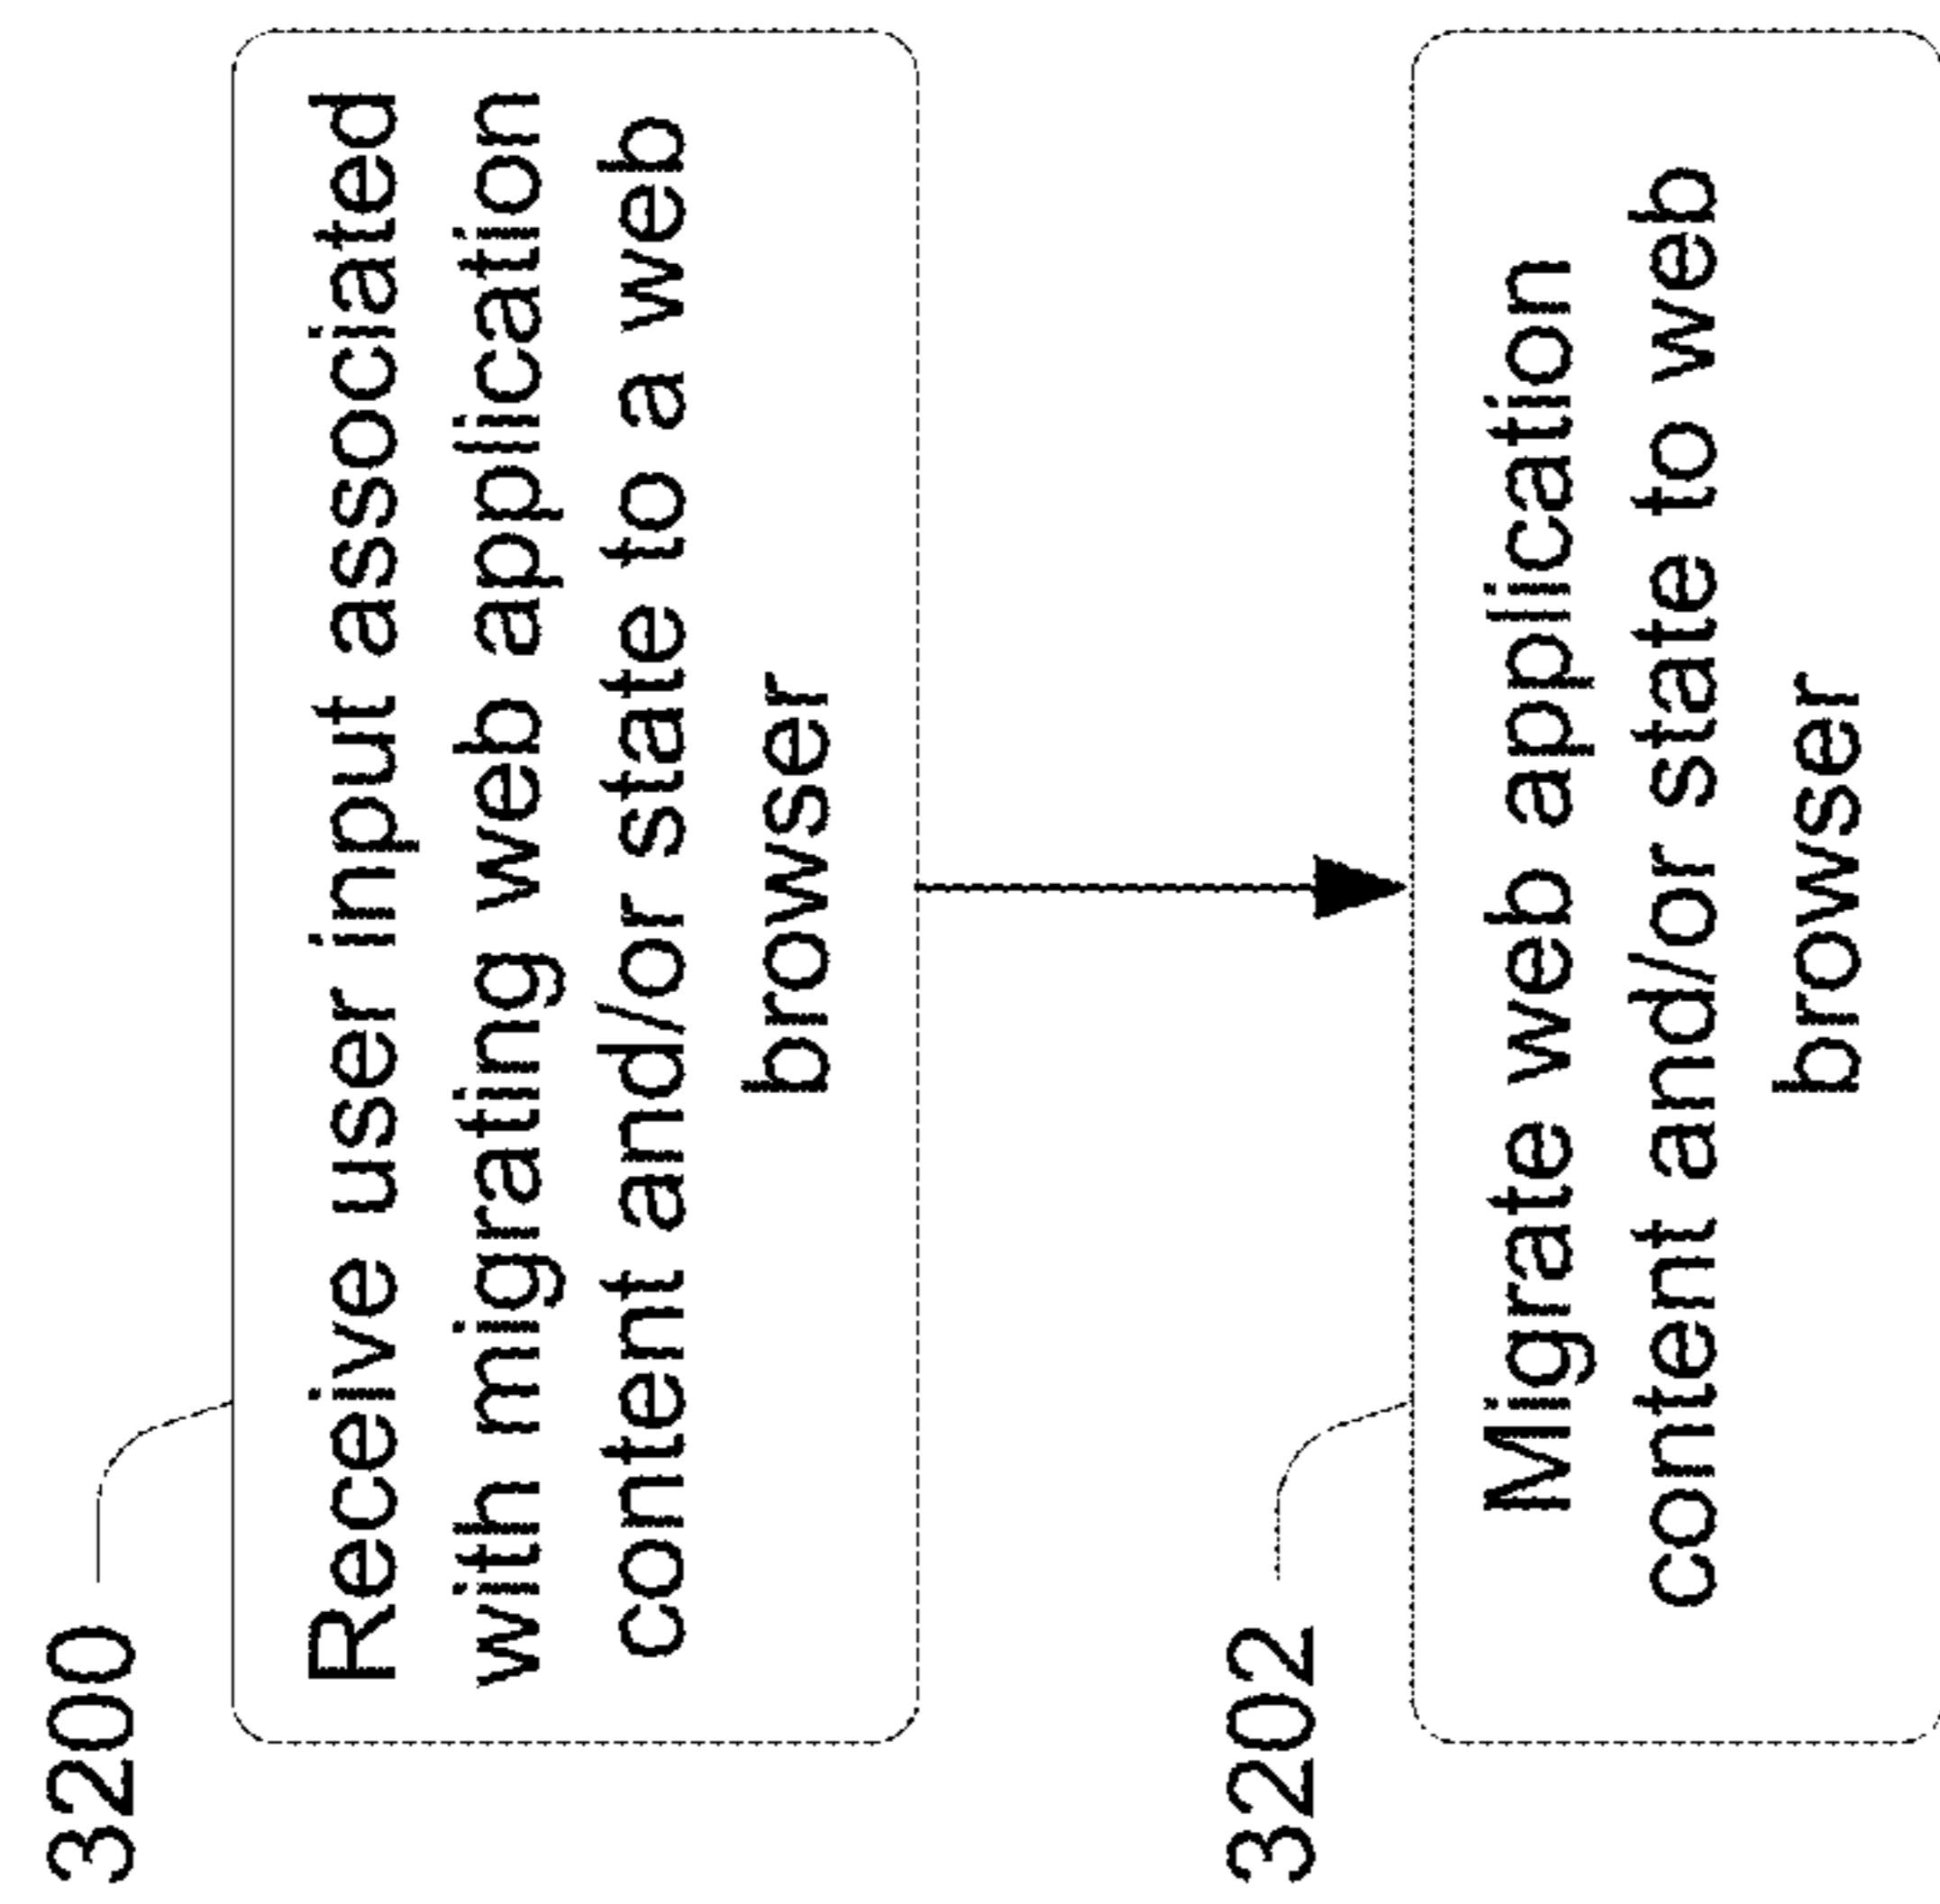 3200
Receive user input associated
with migrating web application
content and/or state to a web
browser
3202
Migrate web application
content and/or state to web
browser